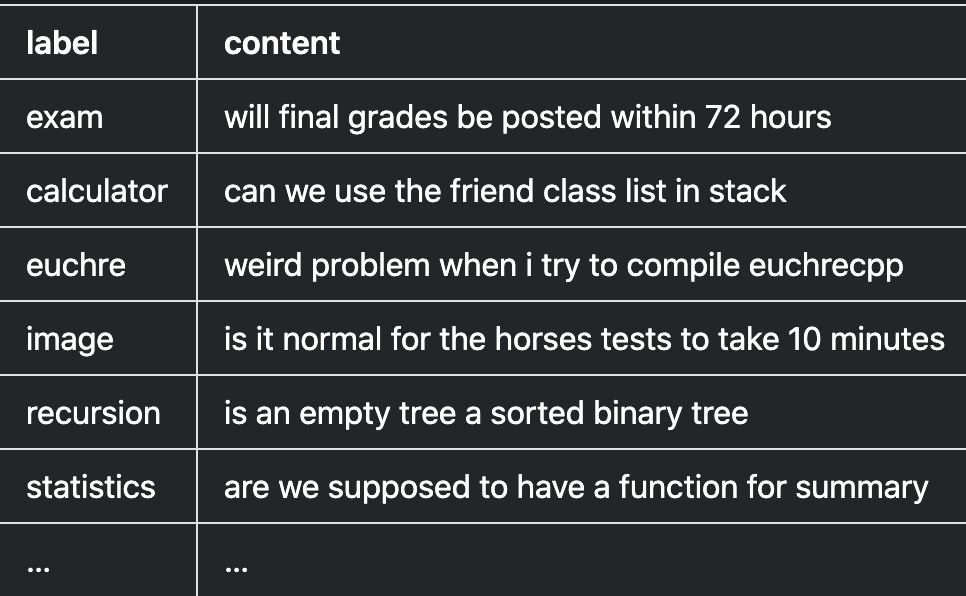 label content
exam will final grades be posted within 72 hours
calculator can we use the friend class list in stack
euchre weird problem when i try to compile euchrecpp
image is it normal for the horses tests to take 10 minutes
recursion is an empty tree a sorted binary tree
statistics are we supposed to have a function for summary
... ...